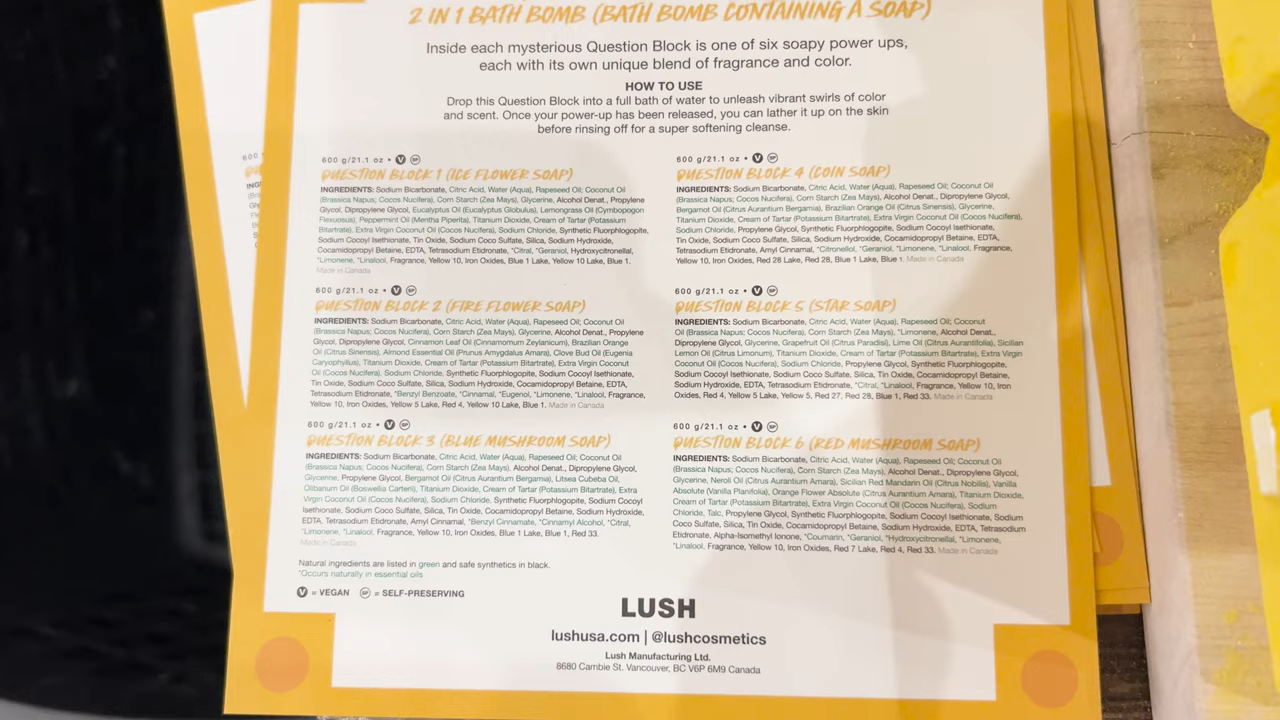 2 IN 1 BATH BOMB (BATH BOMB CONTAINING A SOAP)
Inside each mysterious Question Block is one of six soapy power ups,
each with its own unique blend of fragrance and color.
HOW TO USE
Drop this Question Block into a full bath of water to unleash vibrant swirls of color
and scent. Once your power-up has been released, you can lather it up on the skin
before rinsing off for a super softening cleanse.
600 g/21.1 oz • V SP
QUESTION BLOCK 1 (ICE FLOWER SOAP)
INGREDIENTS: Sodium Bicarbonate, Citric Acid, Water (Aqua), Rapeseed Oil; Coconut Oil
(Brassica Napus; Cocos Nucifera), Corn Starch (Zea Mays), Glycerine, Alcohol Denat., Propylene
Glycol, Dipropylene Glycol, Eucalyptus Oil (Eucalyptus Globulus), Lemongrass Oil (Cymbopogon
Flexuosus), Peppermint Oil (Mentha Piperita), Titanium Dioxide, Cream of Tartar (Potassium
Bitartrate), Extra Virgin Coconut Oil (Cocos Nucifera), Sodium Chloride, Synthetic Fluorphlogopite,
Sodium Cocoyl Isethionate, Tin Oxide, Sodium Coco Sulfate, Silica, Sodium Hydroxide,
Cocamidopropyl Betaine, EDTA, Tetrasodium Etidronate, *Citral, *Geraniol, Hydroxycitronellal,
*Limonene, *Linalool, Fragrance, Yellow 10, Iron Oxides, Blue 1 Lake, Yellow 10 Lake, Blue 1.
Made in Canada
600 g/21.1 oz • V SP
QUESTION BLOCK 2 (FIRE FLOWER SOAP)
INGREDIENTS: Sodium Bicarbonate, Citric Acid, Water (Aqua), Rapeseed Oil; Coconut Oil
(Brassica Napus; Cocos Nucifera), Corn Starch (Zea Mays), Glycerine, Alcohol Denat., Propylene
Glycol, Dipropylene Glycol, Cinnamon Leaf Oil (Cinnamomum Zeylanicum), Brazilian Orange
Oil (Citrus Sinensis), Almond Essential Oil (Prunus Amygdalus Amara), Clove Bud Oil (Eugenia
Caryophyllus), Titanium Dioxide, Cream of Tartar (Potassium Bitartrate), Extra Virgin Coconut
Oil (Cocos Nucifera), Sodium Chloride, Synthetic Fluorphlogopite, Sodium Cocoyl Isethionate,
Tin Oxide, Sodium Coco Sulfate, Silica, Sodium Hydroxide, Cocamidopropyl Betaine, EDTA,
Tetrasodium Etidronate, *Benzyl Benzoate, *Cinnamal, *Eugenol, *Limonene, *Linalool, Fragrance,
Yellow 10, Iron Oxides, Yellow 5 Lake, Red 4, Yellow 10 Lake, Blue 1. Made in Canada
600 g/21.1 oz • V SP
QUESTION BLOCK 3 (BLUE MUSHROOM SOAP)
INGREDIENTS: Sodium Bicarbonate, Citric Acid, Water (Aqua), Rapeseed Oil; Coconut Oil
(Brassica Napus; Cocos Nucifera), Corn Starch (Zea Mays), Alcohol Denat., Dipropylene Glycol,
Glycerine, Propylene Glycol, Bergamot Oil (Citrus Aurantium Bergamia), Litsea Cubeba Oil,
Olibanum Oil (Boswellia Carterii), Titanium Dioxide, Cream of Tartar (Potassium Bitartrate), Extra
Virgin Coconut Oil (Cocos Nucifera), Sodium Chloride, Synthetic Fluorphlogopite, Sodium Cocoyl
Isethionate, Sodium Coco Sulfate, Silica, Tin Oxide, Cocamidopropyl Betaine, Sodium Hydroxide,
EDTA, Tetrasodium Etidronate, Amyl Cinnamal, *Benzyl Cinnamate, *Cinnamyl Alcohol, *Citral,
*Limonene, *Linalool, Fragrance, Yellow 10, Iron Oxides, Blue 1 Lake, Blue 1, Red 33.
Made in Canada
600 g/21.1 oz • V SP
QUESTION BLOCK 4 (COIN SOAP)
INGREDIENTS: Sodium Bicarbonate, Citric Acid, Water (Aqua), Rapeseed Oil; Coconut Oil
(Brassica Napus; Cocos Nucifera), Corn Starch (Zea Mays), Alcohol Denat., Dipropylene Glycol,
Bergamot Oil (Citrus Aurantium Bergamia), Brazilian Orange Oil (Citrus Sinensis), Glycerine,
Titanium Dioxide, Cream of Tartar (Potassium Bitartrate), Extra Virgin Coconut Oil (Cocos Nucifera),
Sodium Chloride, Propylene Glycol, Synthetic Fluorphlogopite, Sodium Cocoyl Isethionate,
Tin Oxide, Sodium Coco Sulfate, Silica, Sodium Hydroxide, Cocamidopropyl Betaine, EDTA,
Tetrasodium Etidronate, Amyl Cinnamal, *Citronellol, *Geraniol, *Limonene, *Linalool, Fragrance,
Yellow 10, Iron Oxides, Red 28 Lake, Red 28, Blue 1 Lake, Blue 1. Made in Canada
600 g/21.1 oz • V SP
QUESTION BLOCK 5 (STAR SOAP)
INGREDIENTS: Sodium Bicarbonate, Citric Acid, Water (Aqua), Rapeseed Oil; Coconut
Oil (Brassica Napus; Cocos Nucifera), Corn Starch (Zea Mays), *Limonene, Alcohol Denat.,
Dipropylene Glycol, Glycerine, Grapefruit Oil (Citrus Paradisi), Lime Oil (Citrus Aurantifolia), Sicilian
Lemon Oil (Citrus Limonum), Titanium Dioxide, Cream of Tartar (Potassium Bitartrate), Extra Virgin
Coconut Oil (Cocos Nucifera), Sodium Chloride, Propylene Glycol, Synthetic Fluorphlogopite,
Sodium Cocoyl Isethionate, Sodium Coco Sulfate, Silica, Tin Oxide, Cocamidopropyl Betaine,
Sodium Hydroxide, EDTA, Tetrasodium Etidronate, *Citral, *Linalool, Fragrance, Yellow 10, Iron
Oxides, Red 4, Yellow 5 Lake, Yellow 5, Red 27, Red 28, Blue 1, Red 33. Made in Canada
600 g/21.1 oz • V SP
QUESTION BLOCK 6 (RED MUSHROOM SOAP)
INGREDIENTS: Sodium Bicarbonate, Citric Acid, Water (Aqua), Rapeseed Oil; Coconut Oil
(Brassica Napus; Cocos Nucifera), Corn Starch (Zea Mays), Alcohol Denat., Dipropylene Glycol,
Glycerine, Neroli Oil (Citrus Aurantium Amara), Sicilian Red Mandarin Oil (Citrus Nobilis), Vanilla
Absolute (Vanilla Planifolia), Orange Flower Absolute (Citrus Aurantium Amara), Titanium Dioxide,
Cream of Tartar (Potassium Bitartrate), Extra Virgin Coconut Oil (Cocos Nucifera), Sodium
Chloride, Talc, Propylene Glycol, Synthetic Fluorphlogopite, Sodium Cocoyl Isethionate, Sodium
Coco Sulfate, Silica, Tin Oxide, Cocamidopropyl Betaine, Sodium Hydroxide, EDTA, Tetrasodium
Etidronate, Alpha-Isomethyl Ionone, *Coumarin, *Geraniol, *Hydroxycitronellal, *Limonene,
*Linalool, Fragrance, Yellow 10, Iron Oxides, Red 7 Lake, Red 4, Red 33. Made in Canada
Natural ingredients are listed in green and safe synthetics in black.
*Occurs naturally in essential oils
V = VEGAN SP = SELF-PRESERVING
LUSH
lushusa.com | @lushcosmetics
Lush Manufacturing Ltd.
8680 Cambie St. Vancouver, BC V6P 6M9 Canada